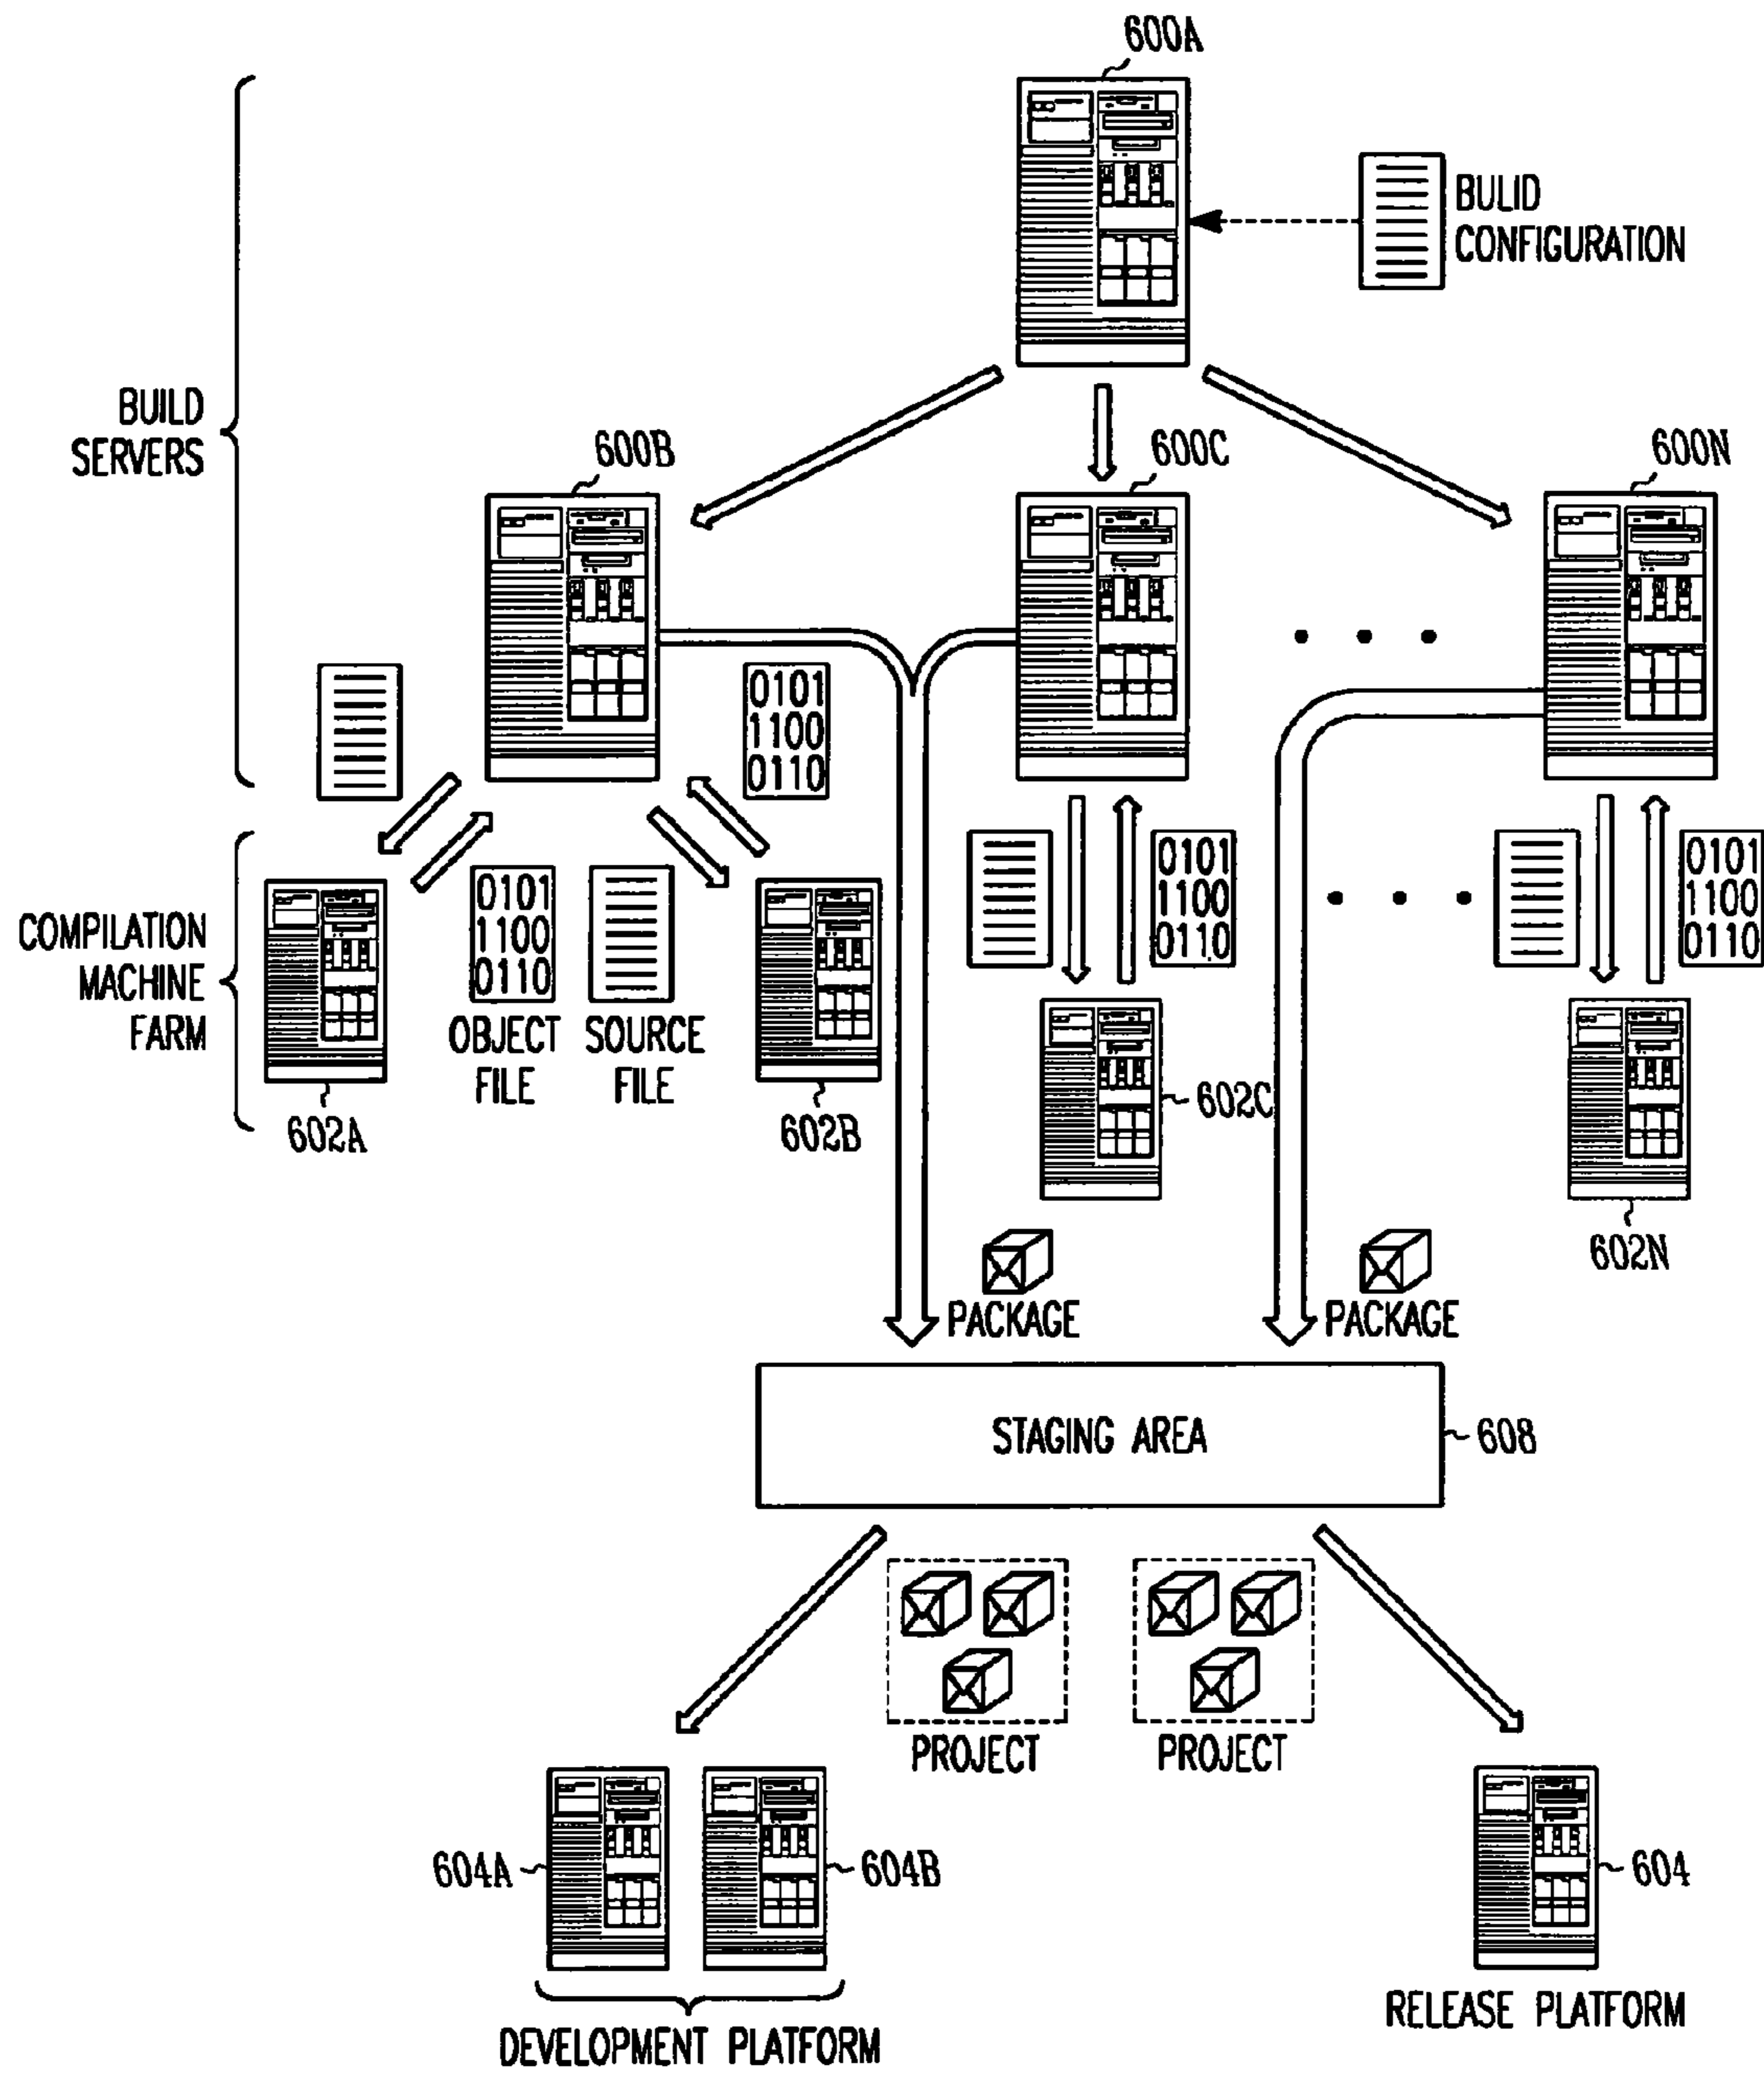 600A
BULID
CONFIGURATION
BUILD
SERVERS
600B
600C
600N
0101
1100
0110
COMPILATION
MACHINE
FARM
0101
1100
0110
OBJECT
FILE
SOURCE
FILE
0101
1100
0110
0101
1100
0110
602A
602B
602C
602N
PACKAGE
PACKAGE
STAGING AREA
608
PROJECT
PROJECT
604A
604B
604
DEVELOPMENT PLATFORM
RELEASE PLATFORM